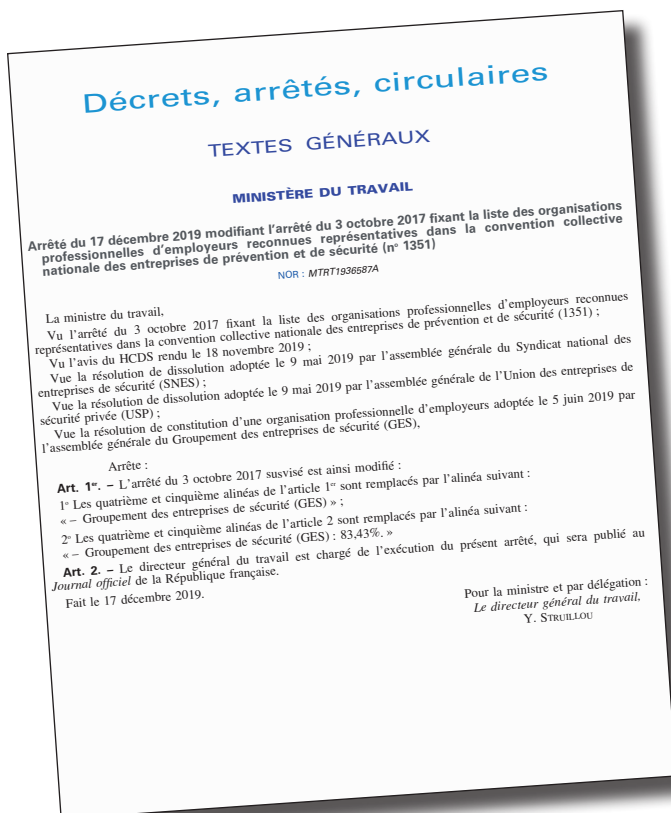 Décrets, arrêtés, circulaires
TEXTES GÉNÉRAUX
MINISTÈRE DU TRAVAIL
Arrêté du 17 décembre 2019 modifiant l'arrêté du 3 octobre 2017 fixant la liste des organisations
professionnelles d'employeurs reconnues représentatives dans la convention collective
nationale des entreprises de prévention et de sécurité (n° 1351)
NOR : MTRT1936587A
La ministre du travail,
Vu l'arrêté du 3 octobre 2017 fixant la liste des organisations professionnelles d'employeurs reconnues
représentatives dans la convention collective nationale des entreprises de prévention et de sécurité (1351) ;
Vu l'avis du HCDS rendu le 18 novembre 2019 ;
Vue la résolution de dissolution adoptée le 9 mai 2019 par l'assemblée générale du Syndicat national des
entreprises de sécurité (SNES) ;
Vue la résolution de dissolution adoptée le 9 mai 2019 par l'assemblée générale de l'Union des entreprises de
sécurité privée (USP) ;
Vue la résolution de constitution d'une organisation professionnelle d'employeurs adoptée le 5 juin 2019 par
l'assemblée générale du Groupement des entreprises de sécurité (GES),
Arrête :
Art. 1er. – L'arrêté du 3 octobre 2017 susvisé est ainsi modifié :
1° Les quatrième et cinquième alinéas de l'article 1er sont remplacés par l'alinéa suivant :
« – Groupement des entreprises de sécurité (GES) » ;
2° Les quatrième et cinquième alinéas de l'article 2 sont remplacés par l'alinéa suivant :
« – Groupement des entreprises de sécurité (GES) : 83,43%. »
Art. 2. – Le directeur général du travail est chargé de l'exécution du présent arrêté, qui sera publié au
Journal officiel de la République française.
Fait le 17 décembre 2019.
Pour la ministre et par délégation :
Le directeur général du travail,
Y. STRUILLOU